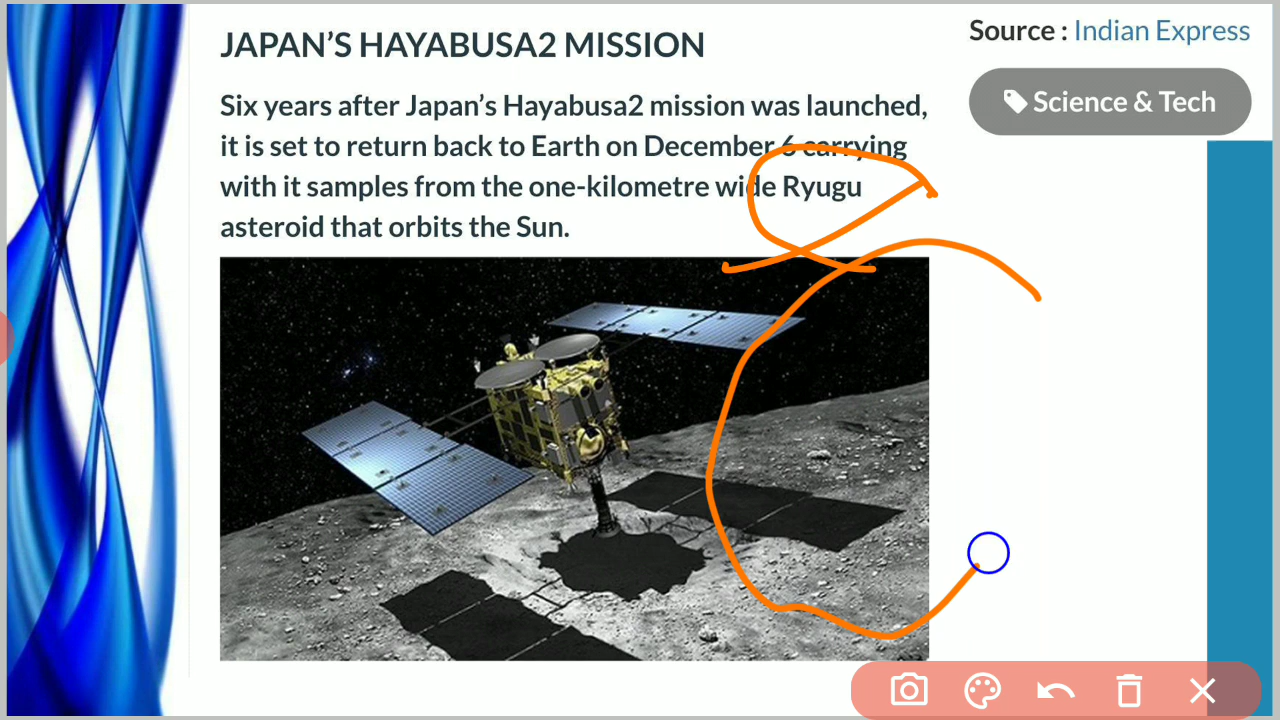 JAPAN’S HAYABUSA2 MISSION
Source : Indian Express
Science & Tech
Six years after Japan’s Hayabusa2 mission was launched,
it is set to return back to Earth on December 6 carrying
with it samples from the one-kilometre wide Ryugu
asteroid that orbits the Sun.